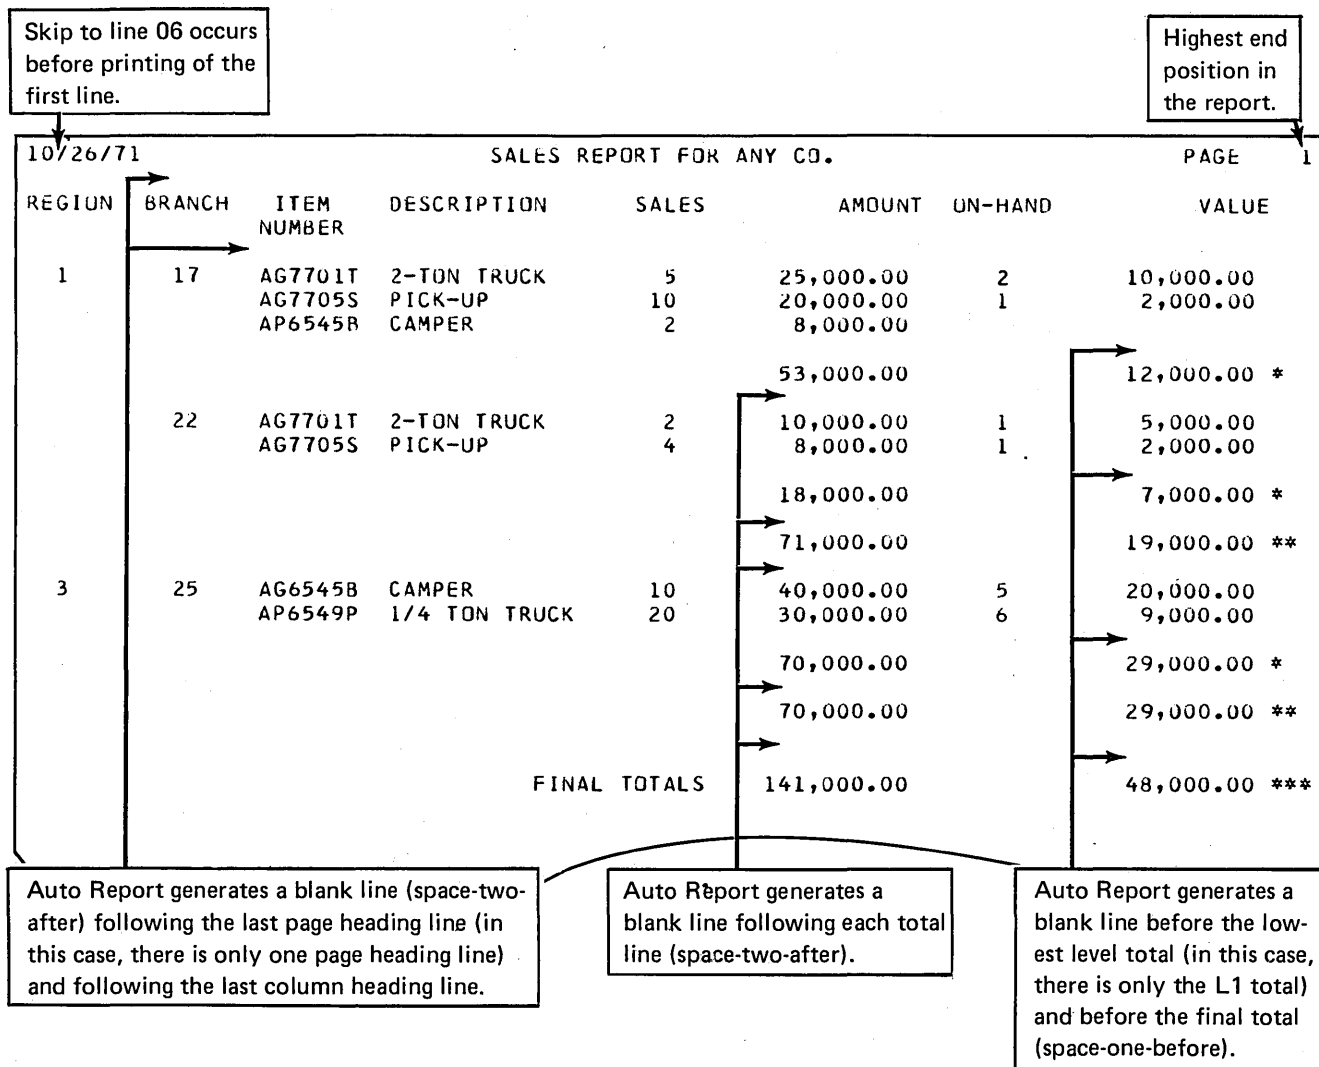 Skip to line 06 occurs
before printing of the
first line.
Highest end
position in
the report.
10/26/71 SALES REPORT FOR ANY CO. PAGE 1
REGION BRANCH ITEM DESCRIPTION SALES AMOUNT ON-HAND VALUE
NUMBER
1 17 AG7701T 2-TON TRUCK 5 25,000.00 2 10,000.00
AG7705S PICK-UP 10 20,000.00 1 2,000.00
AP6545B CAMPER 2 8,000.00
53,000.00 12,000.00 *
22 AG7701T 2-TON TRUCK 2 10,000.00 1 5,000.00
AG7705S PICK-UP 4 8,000.00 1 2,000.00
18,000.00 7,000.00 *
71,000.00 19,000.00 **
3 25 AG6545B CAMPER 10 40,000.00 5 20,000.00
AP6549P 1/4 TON TRUCK 20 30,000.00 6 9,000.00
70,000.00 29,000.00 *
70,000.00 29,000.00 **
FINAL TOTALS 141,000.00 48,000.00 ***
Auto Report generates a blank line (space-two-
after) following the last page heading line (in
this case, there is only one page heading line)
and following the last column heading line.
Auto Report generates a
blank line following each total
line (space-two-after).
Auto Report generates a
blank line before the low-
est level total (in this case,
there is only the L1 total)
and before the final total
(space-one-before).